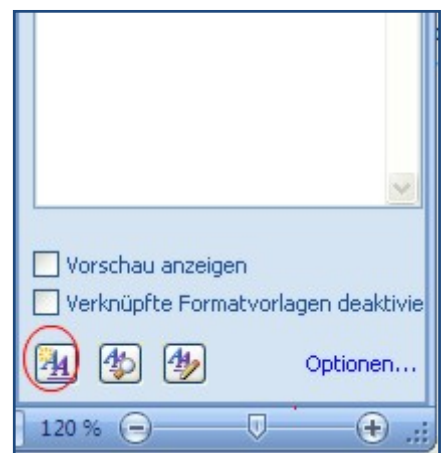 Vorschau anzeigen
Verknüpfte Formatvorlagen deaktivie
Optionen...
120 %